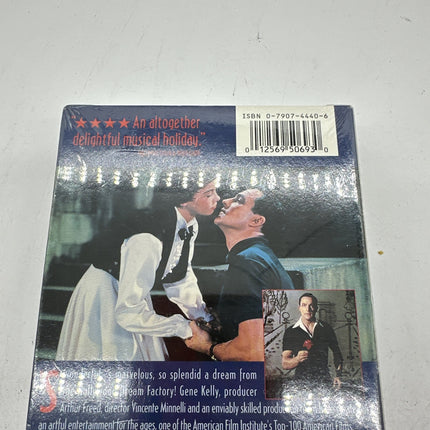 ★★★★ An altogether
delightful musical holiday."
ISBN 0-7907-4440-6
0 12569 50693 0
marvelous, so splendid a dream from
Dream Factory! Gene Kelly, producer
Arthur Freed, director Vincente Minnelli and an enviably skilled
an artful entertainment for the ages, one of the American Film Institute's Top-100 American Films.